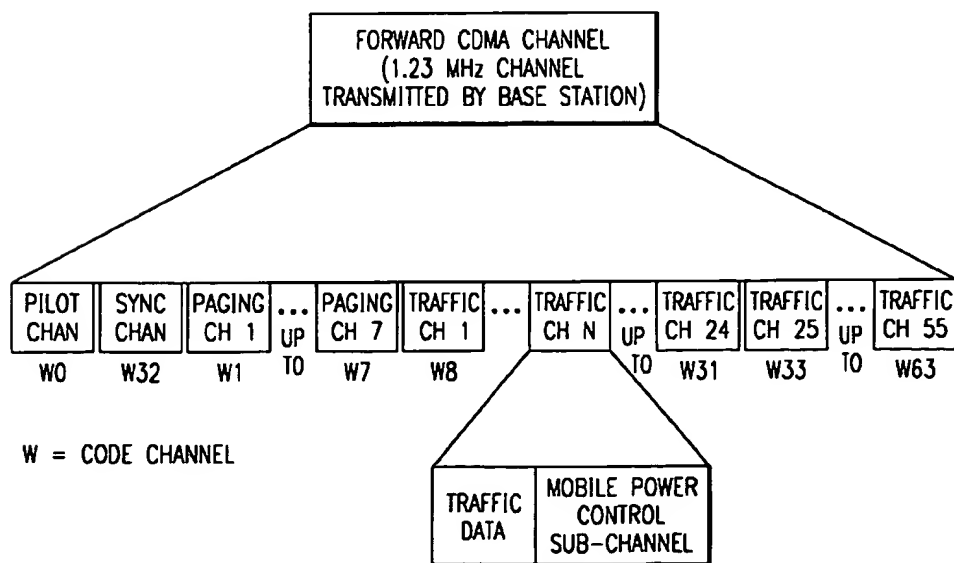 FORWARD CDMA CHANNEL
(1.23 MHz CHANNEL
TRANSMITTED BY BASE STATION)
PILOT CHAN
W0
SYNC CHAN
W32
PAGING CH 1
W1
... UP TO
PAGING CH 7
W7
TRAFFIC CH 1
W8
...
TRAFFIC CH N
... UP TO
TRAFFIC CH 24
W31
TRAFFIC CH 25
W33
... UP TO
TRAFFIC CH 55
W63
W = CODE CHANNEL
TRAFFIC DATA
MOBILE POWER
CONTROL
SUB-CHANNEL